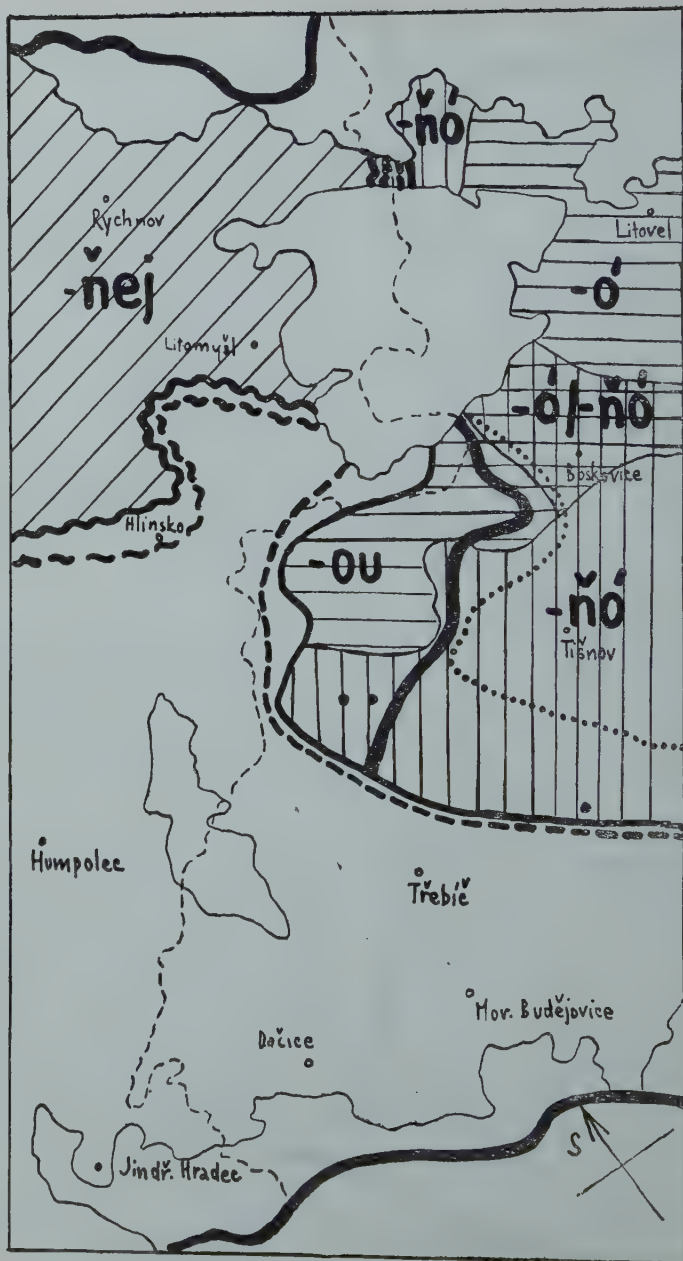 -ňó
Rychnov
Litovel
-ňej
-ó
Litomyšl
-ó/-ňó
Boskovice
Hlinsko
-ou
-ňó
Tišnov
Humpolec
Třebíč
Mor. Budějovice
Dačice
S
Jindř. Hradec